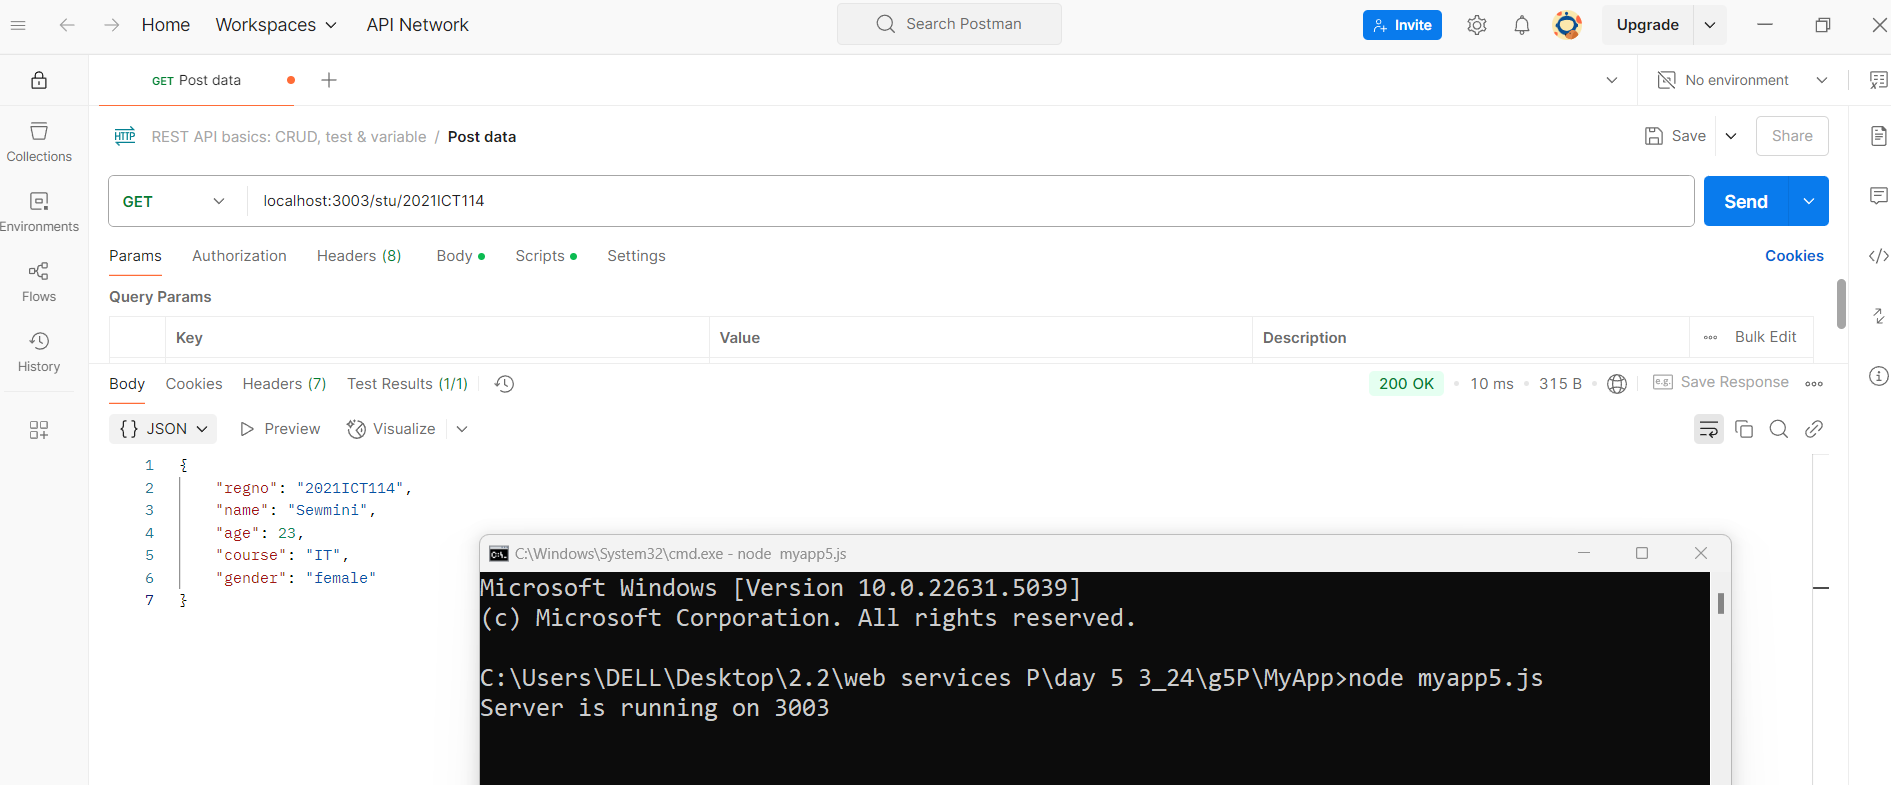 Home Workspaces API Network Search Postman Invite Upgrade
GET Post data No environment
HTTP REST API basics: CRUD, test & variable / Post data Save Share
Collections
GET localhost:3003/stu/2021ICT114 Send
Environments
Params Authorization Headers (8) Body Scripts Settings Cookies
Flows
Query Params
Key Value Description Bulk Edit
History
Body Cookies Headers (7) Test Results (1/1) 200 OK 10 ms 315 B e.g. Save Response
{} JSON Preview Visualize
1 {
2 "regno": "2021ICT114",
3 "name": "Sewmini",
4 "age": 23,
5 "course": "IT",
6 "gender": "female"
7 }
C:\Windows\System32\cmd.exe - node myapp5.js
Microsoft Windows [Version 10.0.22631.5039]
(c) Microsoft Corporation. All rights reserved.
C:\Users\DELL\Desktop\2.2\web services P\day 5 3_24\g5P\MyApp>node myapp5.js
Server is running on 3003